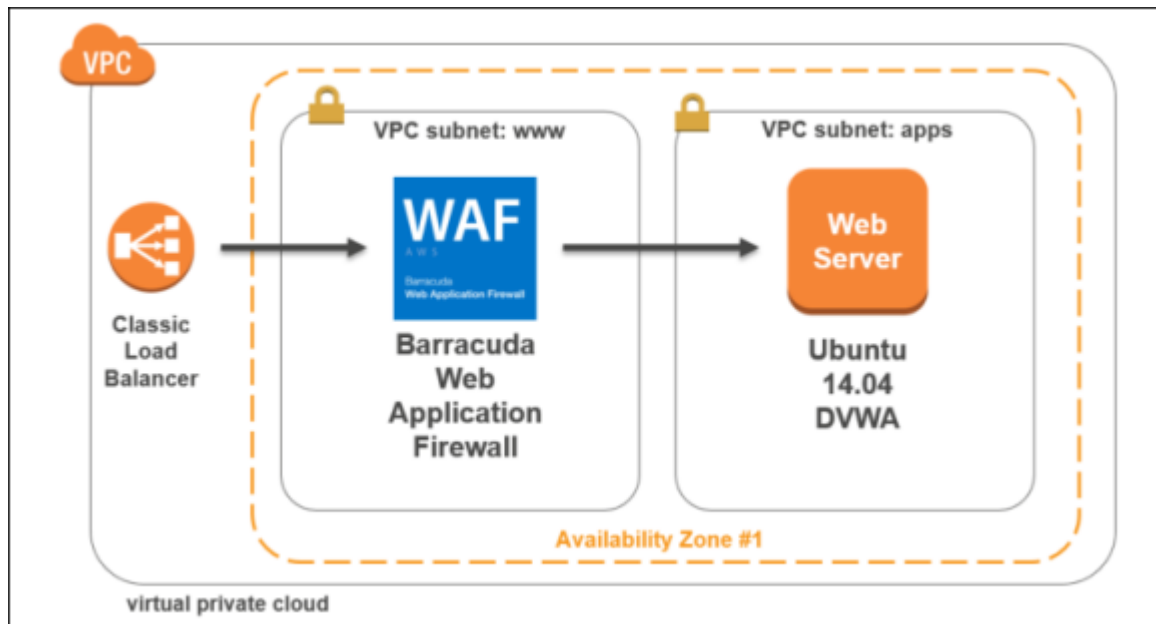 VPC
VPC subnet: www
VPC subnet: apps
WAF
AWS
Barracuda
Web Application Firewall
Web
Server
Classic
Load
Balancer
Barracuda
Web
Application
Firewall
Ubuntu
14.04
DVWA
Availability Zone #1
virtual private cloud